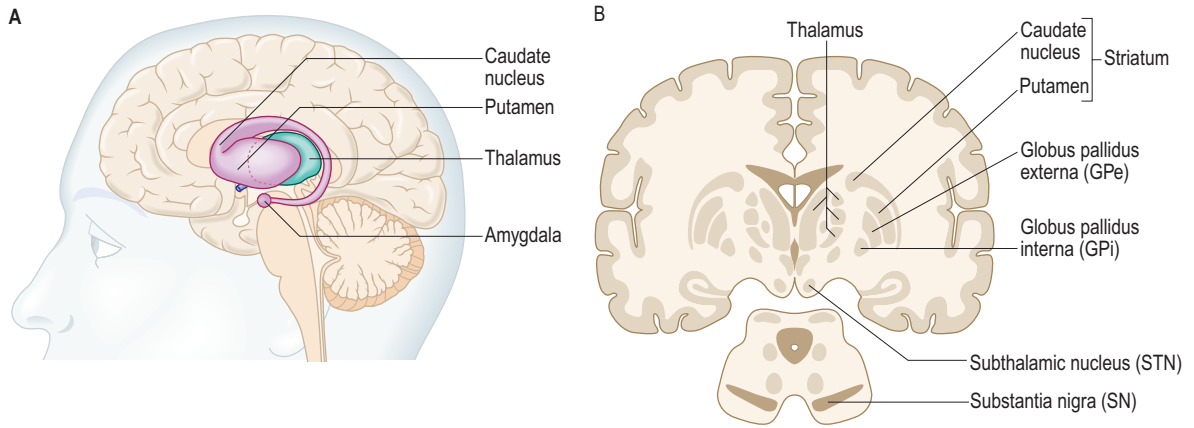 A
Caudate
nucleus
Putamen
Thalamus
Amygdala
B
Thalamus
Caudate
nucleus
Striatum
Putamen
Globus pallidus
externa (GPe)
Globus pallidus
interna (GPi)
Subthalamic nucleus (STN)
Substantia nigra (SN)